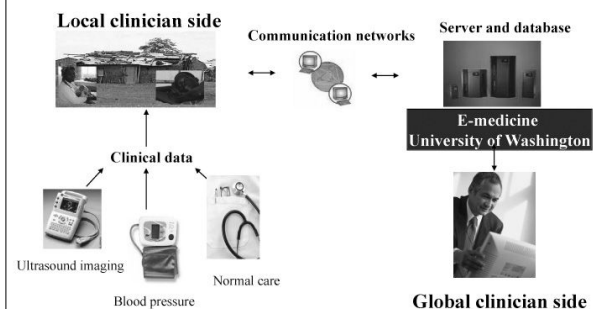 Local clinician side
Communication networks
Server and database
E-medicine
University of Washington
Clinical data
Ultrasound imaging
Blood pressure
Normal care
Global clinician side